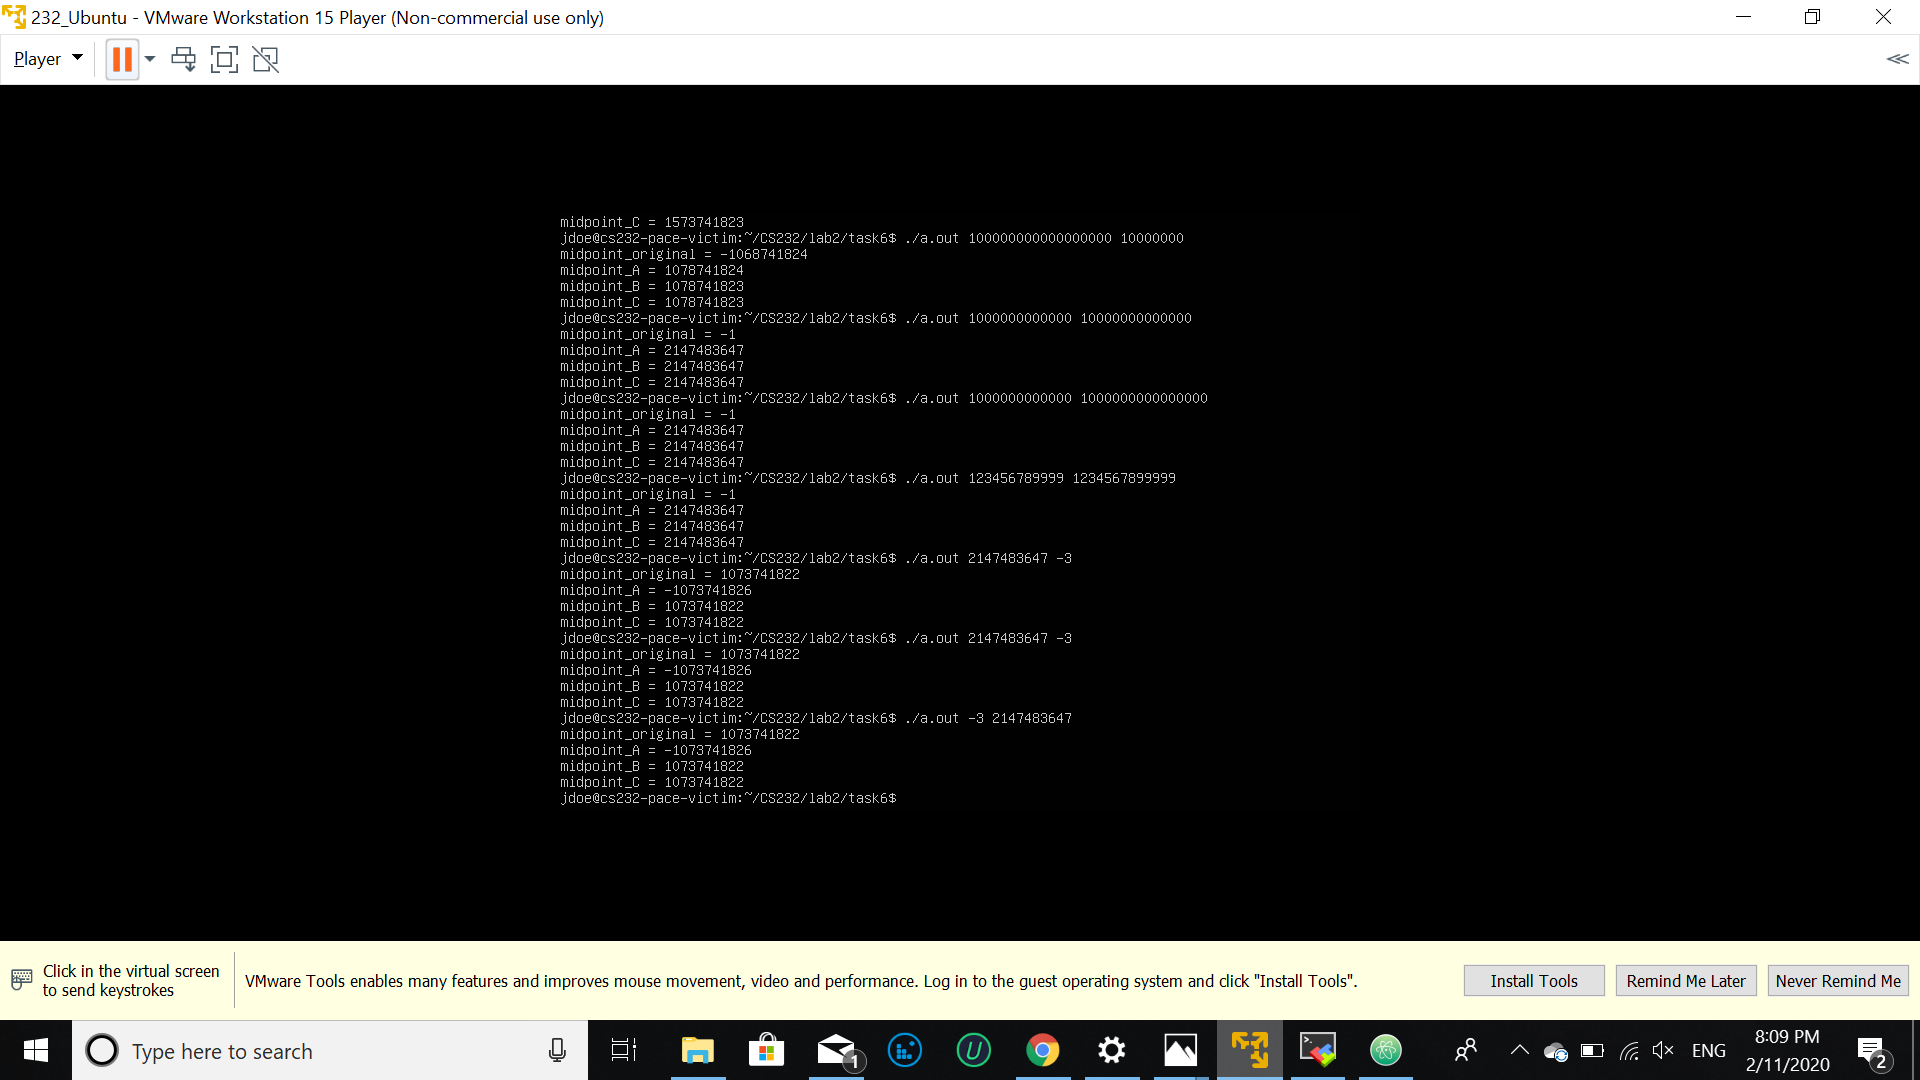 232_Ubuntu - VMware Workstation 15 Player (Non-commercial use only)
Player
midpoint_C = 1573741823
jdoe@cs232-pace-victim:~/CS232/lab2/task6$ ./a.out 100000000000000000 10000000
midpoint_original = -1068741824
midpoint_A = 1078741824
midpoint_B = 1078741823
midpoint_C = 1078741823
jdoe@cs232-pace-victim:~/CS232/lab2/task6$ ./a.out 1000000000000 10000000000000
midpoint_original = -1
midpoint_A = 2147483647
midpoint_B = 2147483647
midpoint_C = 2147483647
jdoe@cs232-pace-victim:~/CS232/lab2/task6$ ./a.out 1000000000000 1000000000000000
midpoint_original = -1
midpoint_A = 2147483647
midpoint_B = 2147483647
midpoint_C = 2147483647
jdoe@cs232-pace-victim:~/CS232/lab2/task6$ ./a.out 123456789999 1234567899999
midpoint_original = -1
midpoint_A = 2147483647
midpoint_B = 2147483647
midpoint_C = 2147483647
jdoe@cs232-pace-victim:~/CS232/lab2/task6$ ./a.out 2147483647 -3
midpoint_original = 1073741822
midpoint_A = -1073741826
midpoint_B = 1073741822
midpoint_C = 1073741822
jdoe@cs232-pace-victim:~/CS232/lab2/task6$ ./a.out 2147483647 -3
midpoint_original = 1073741822
midpoint_A = -1073741826
midpoint_B = 1073741822
midpoint_C = 1073741822
jdoe@cs232-pace-victim:~/CS232/lab2/task6$ ./a.out -3 2147483647
midpoint_original = 1073741822
midpoint_A = -1073741826
midpoint_B = 1073741822
midpoint_C = 1073741822
jdoe@cs232-pace-victim:~/CS232/lab2/task6$
Click in the virtual screen
to send keystrokes
VMware Tools enables many features and improves mouse movement, video and performance. Log in to the guest operating system and click "Install Tools".
Install Tools
Remind Me Later
Never Remind Me
Type here to search
1
U
ENG
8:09 PM
2/11/2020
2